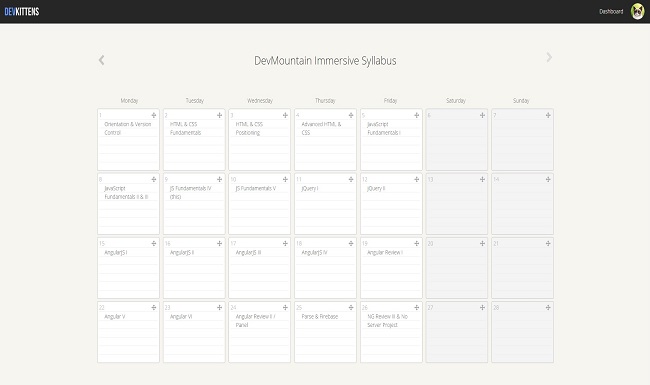 DEVKITTENS
Dashboard
DevMountain Immersive Syllabus
Monday Tuesday Wednesday Thursday Friday Saturday Sunday
1
Orientation & Version
Control
2
HTML & CSS
Fundamentals
3
HTML & CSS
Positioning
4
Advanced HTML &
CSS
5
JavaScript
Fundamentals I
6
7
8
JavaScript
Fundamentals II & III
9
JS Fundamentals IV
(this)
10
JS Fundamentals V
11
jQuery I
12
jQuery II
13
14
15
AngularJS I
16
AngularJS II
17
AngularJS III
18
AngularJS IV
19
Angular Review I
20
21
22
Angular V
23
Angular VI
24
Angular Review II /
Panel
25
Parse & Firebase
26
NG Review III & No
Server Project
27
28